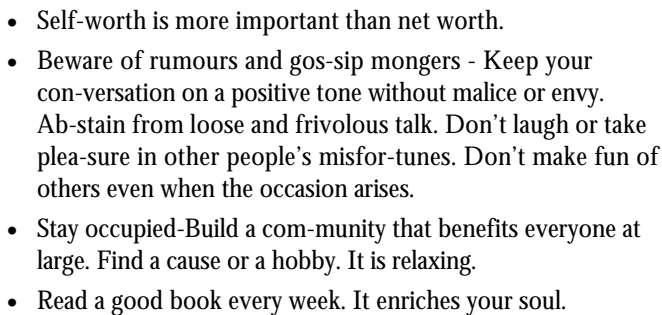 • Self-worth is more important than net worth.
• Beware of rumours and gos-sip mongers - Keep your
con-versation on a positive tone without malice or envy.
Ab-stain from loose and frivolous talk. Don't laugh or take
plea-sure in other people's misfor-tunes. Don't make fun of
others even when the occasion arises.
• Stay occupied-Build a com-munity that benefits everyone at
large. Find a cause or a hobby. It is relaxing.
• Read a good book every week. It enriches your soul.